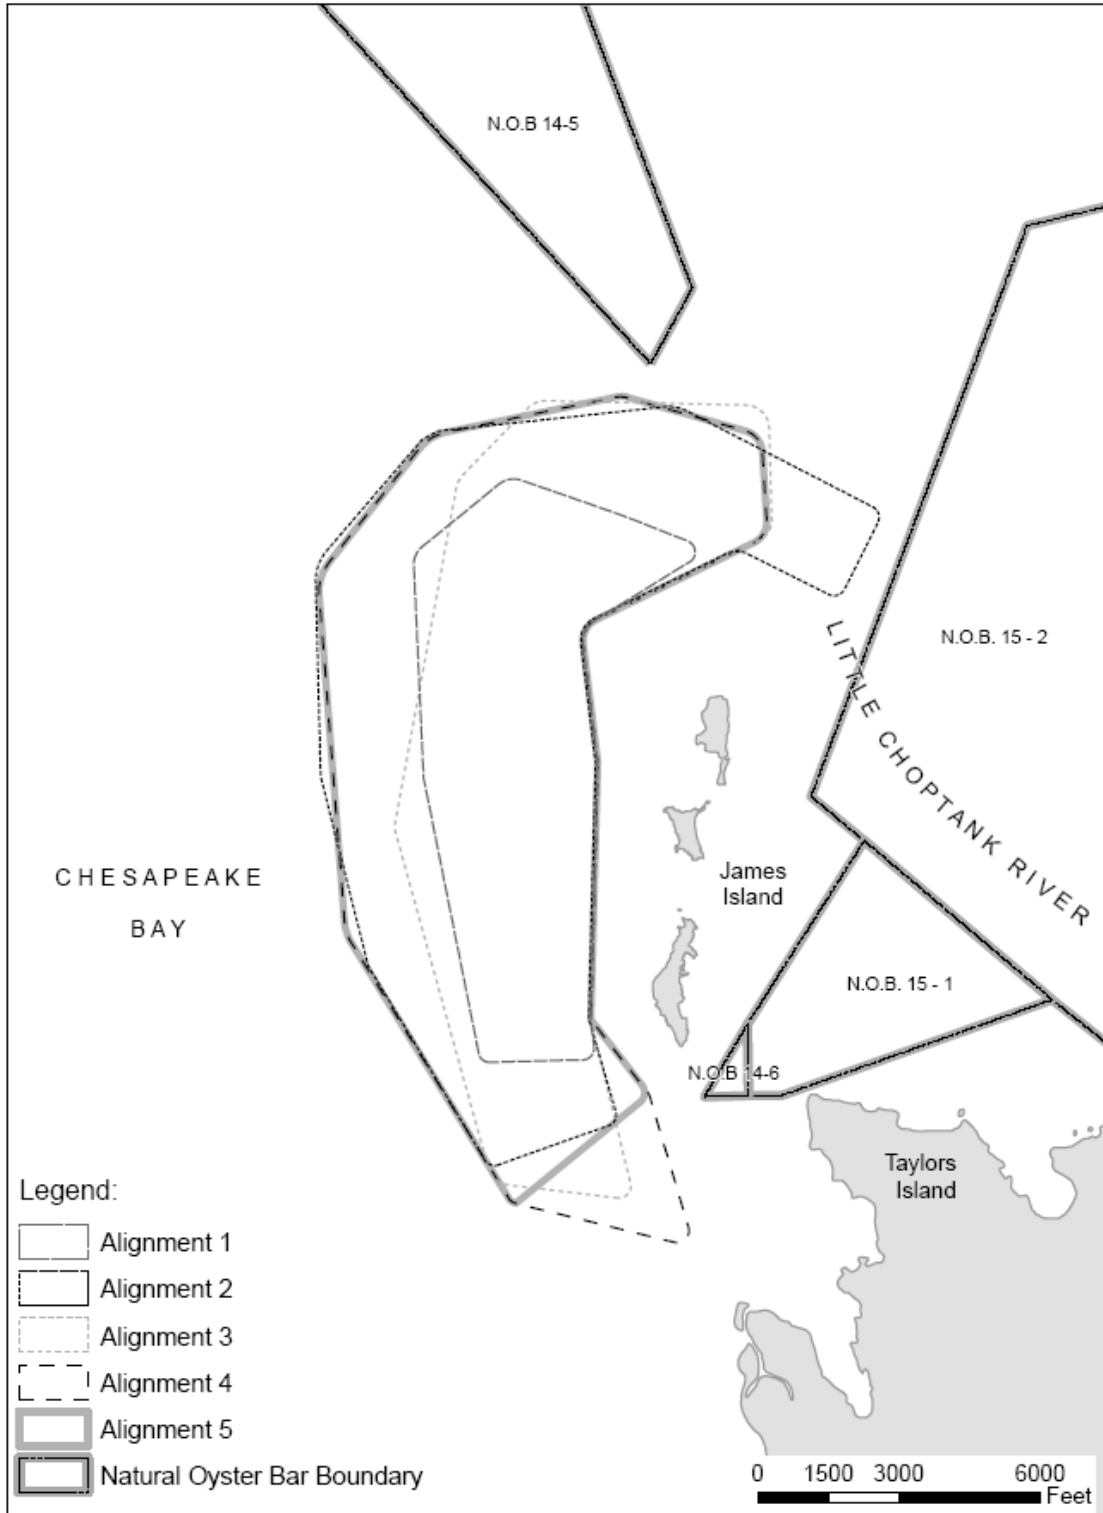 N.O.B 14-5
N.O.B. 15 - 2
LITTLE CHOPTANK RIVER
CHESAPEAKE
BAY
James
Island
N.O.B. 15 - 1
N.O.B 14-6
Taylors
Island
Legend:
Alignment 1
Alignment 2
Alignment 3
Alignment 4
Alignment 5
Natural Oyster Bar Boundary
0 1500 3000 6000
Feet